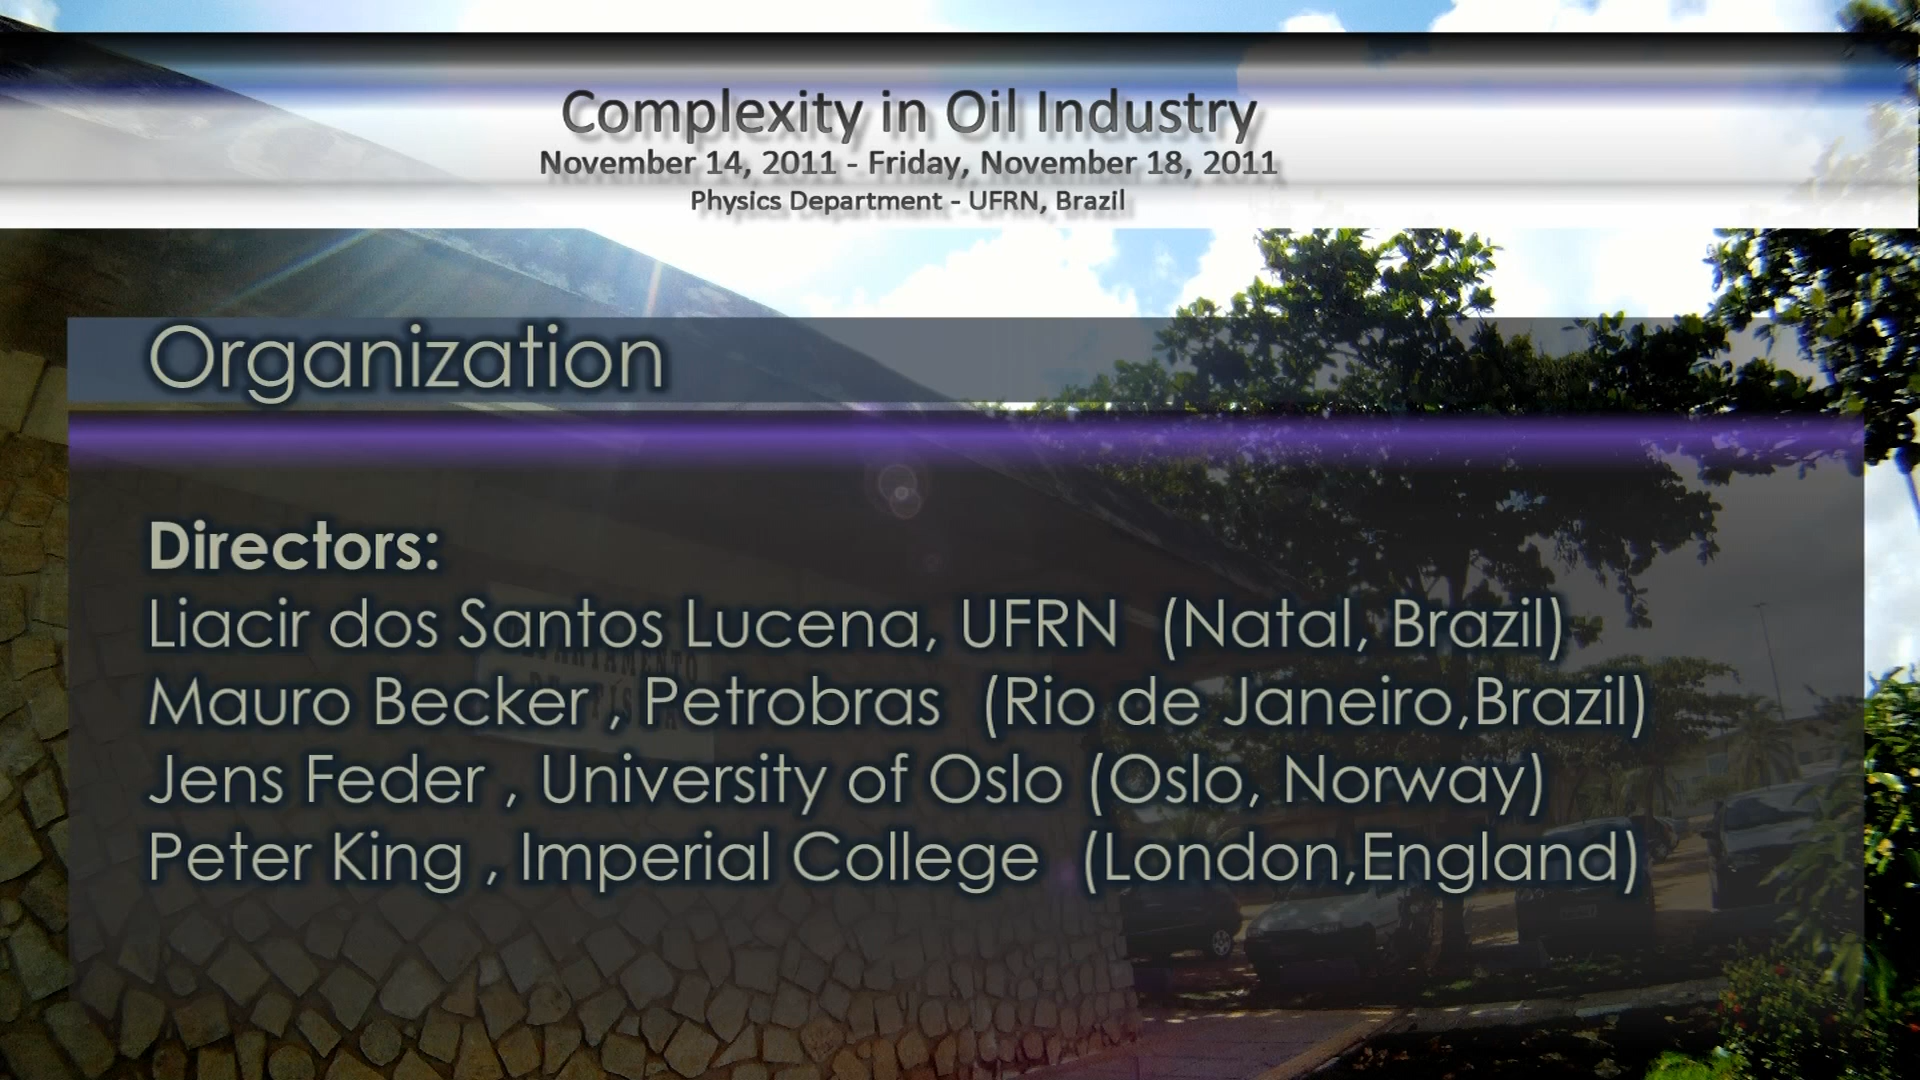 Complexity in Oil Industry
November 14, 2011 - Friday, November 18, 2011
Physics Department - UFRN, Brazil
Organization
Directors:
Liacir dos Santos Lucena, UFRN (Natal, Brazil)
DEPARTAMENTO
Mauro Becker , Petrobras (Rio de Janeiro,Brazil)
Jens Feder , University of Oslo (Oslo, Norway)
Peter King , Imperial College (London,England)